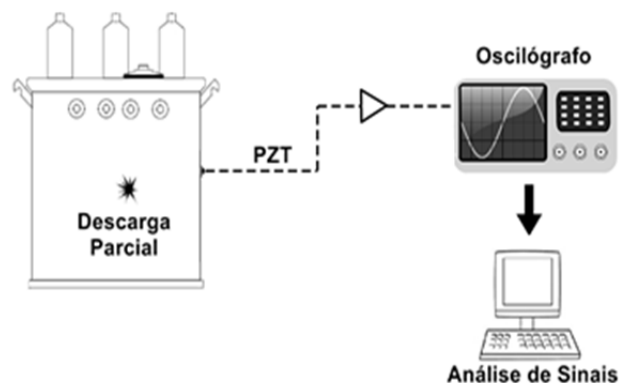 Oscilógrafo
PZT
Descarga
Parcial
Análise de Sinais